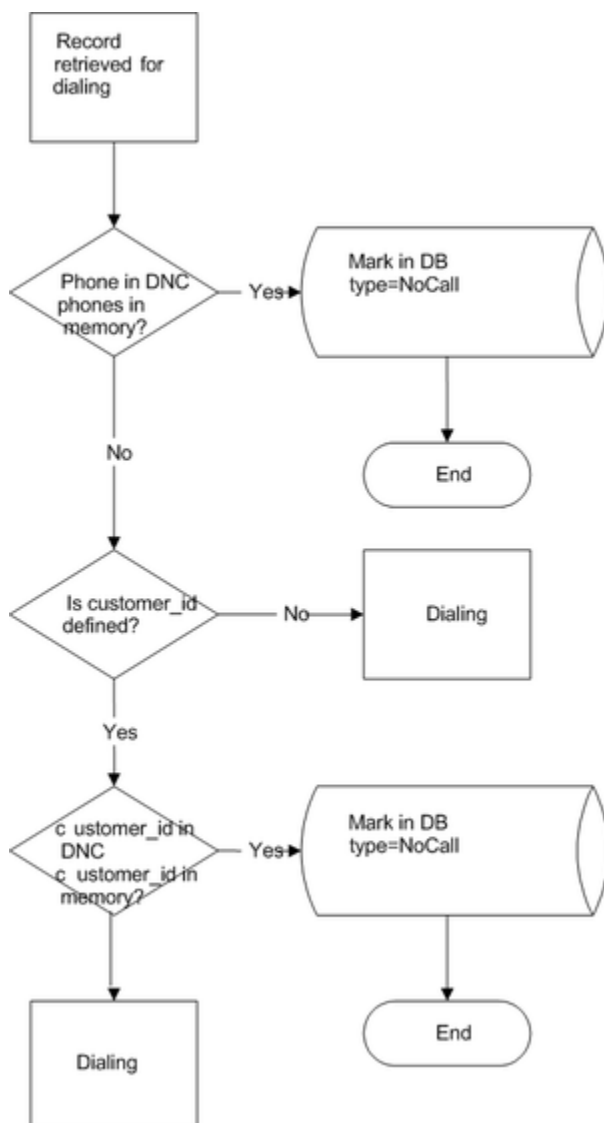 Record
retrieved for
dialing
Phone in DNC
phones in
memory?
Yes
Mark in DB
type=NoCall
End
No
Is customer_id
defined?
No
Dialing
Yes
c ustomer_id in
DNC
c ustomer_id in
memory?
Yes
Mark in DB
type=NoCall
End
Dialing